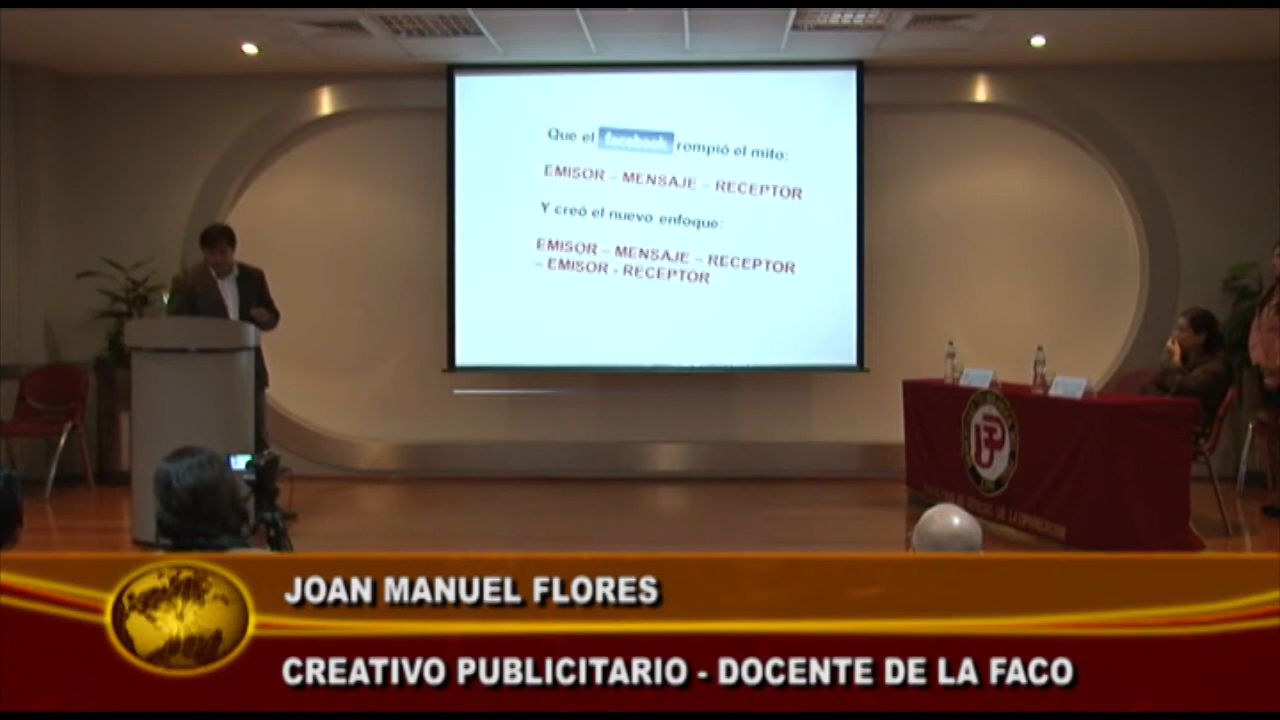 Que el facebook rompió el mito:
EMISOR – MENSAJE – RECEPTOR
Y creó el nuevo enfoque:
EMISOR – MENSAJE – RECEPTOR
– EMISOR - RECEPTOR
JOAN MANUEL FLORES
CREATIVO PUBLICITARIO - DOCENTE DE LA FACO